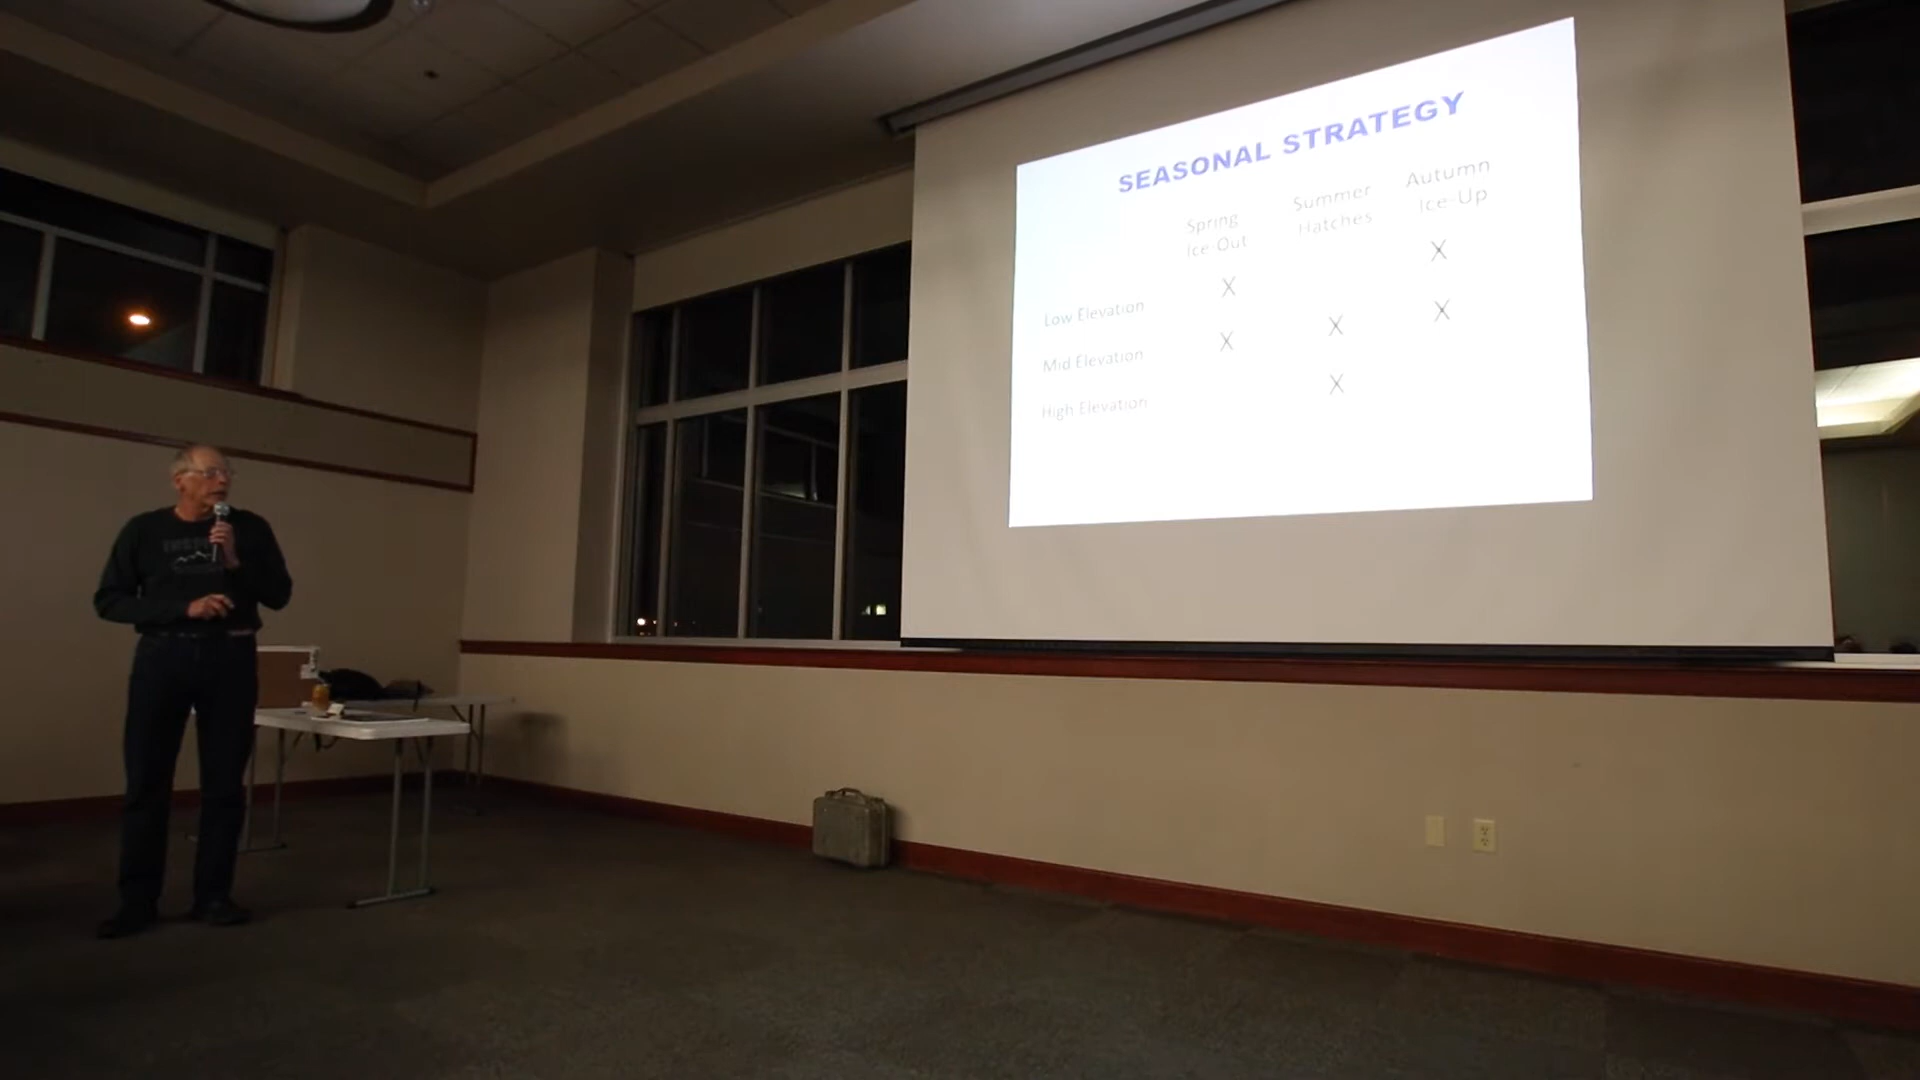 SEASONAL STRATEGY
Spring
Ice-Out
Summer
Hatches
Autumn
Ice-Up
Low Elevation X X
Mid Elevation X X X
High Elevation X